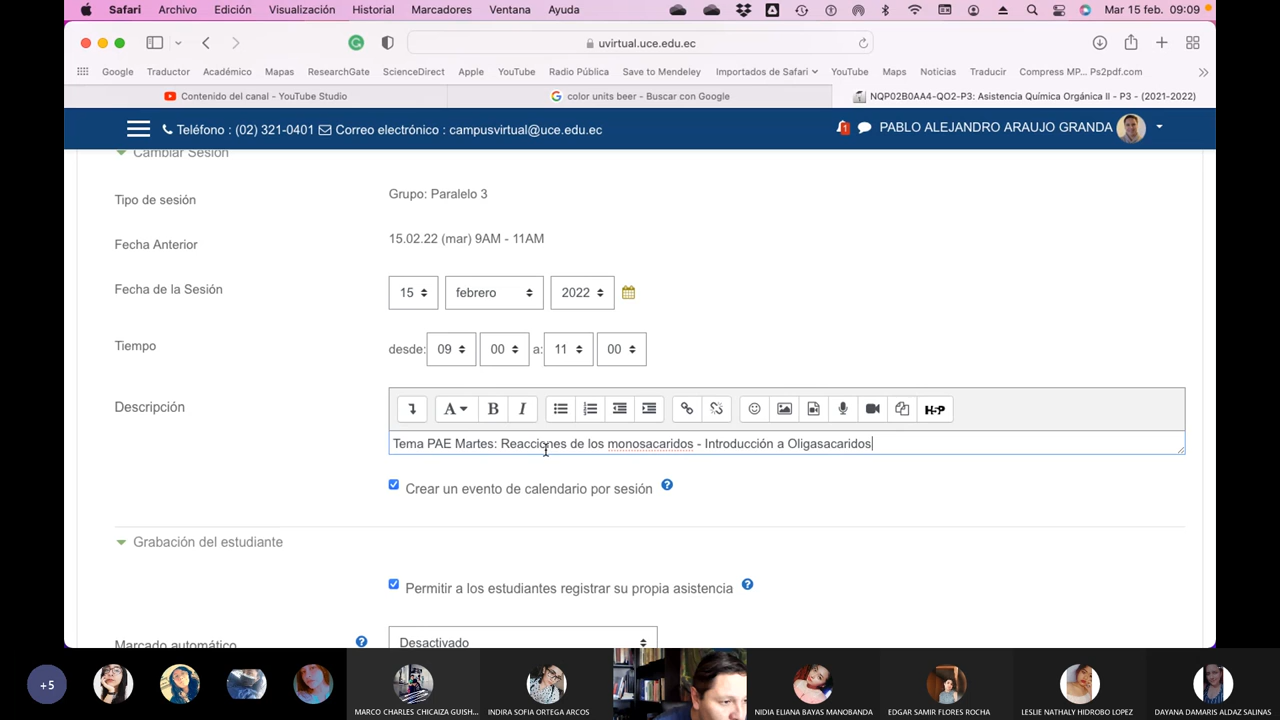 Safari Archivo Edición Visualización Historial Marcadores Ventana Ayuda Mar 15 feb. 09:09
uvirtual.uce.edu.ec
Google Traductor Académico Mapas ResearchGate ScienceDirect Apple YouTube Radio Pública Save to Mendeley Importados de Safari YouTube Maps Noticias Traducir Compress MP... Ps2pdf.com
Contenido del canal - YouTube Studio color units beer - Buscar con Google NQP02B0AA4-QO2-P3: Asistencia Química Orgánica II - P3 - (2021-2022)
Teléfono : (02) 321-0401 Correo electrónico : campusvirtual@uce.edu.ec 1 PABLO ALEJANDRO ARAUJO GRANDA
Cambiar Sesión
Tipo de sesión Grupo: Paralelo 3
Fecha Anterior 15.02.22 (mar) 9AM - 11AM
Fecha de la Sesión 15 febrero 2022
Tiempo desde: 09 00 a: 11 00
Descripción A B I H-P
Tema PAE Martes: Reacciones de los monosacaridos - Introducción a Oligasacaridos
Crear un evento de calendario por sesión
Grabación del estudiante
Permitir a los estudiantes registrar su propia asistencia
Marcado automático Desactivado
+5 MARCO CHARLES CHICAIZA GUISH... INDIRA SOFIA ORTEGA ARCOS NIDIA ELIANA BAYAS MANOBANDA EDGAR SAMIR FLORES ROCHA LESLIE NATHALY HIDROBO LOPEZ DAYANA DAMARIS ALDAZ SALINAS